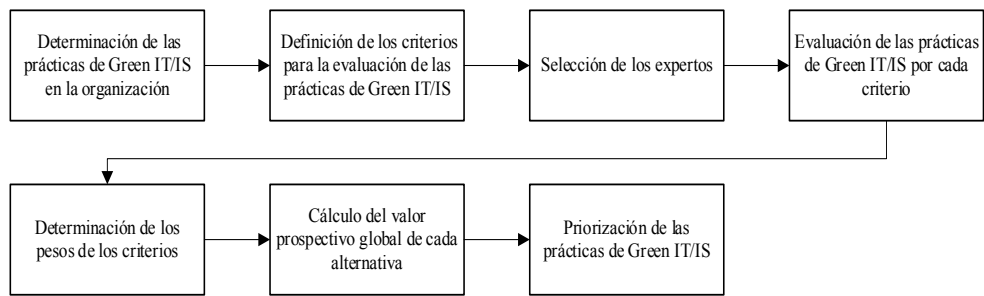 Determinación de las
prácticas de Green IT/IS
en la organización
Definición de los criterios
para la evaluación de las
prácticas de Green IT/IS
Selección de los expertos
Evaluación de las prácticas
de Green IT/IS por cada
criterio
Determinación de los
pesos de los criterios
Cálculo del valor
prospectivo global de cada
alternativa
Priorización de las
prácticas de Green IT/IS